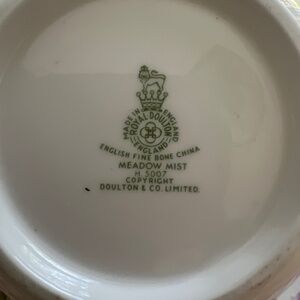 MADE IN ENGLAND
ROYAL DOULTON
ENGLAND
ENGLISH FINE BONE CHINA
MEADOW MIST
H. 5007
COPYRIGHT
DOULTON & CO. LIMITED.